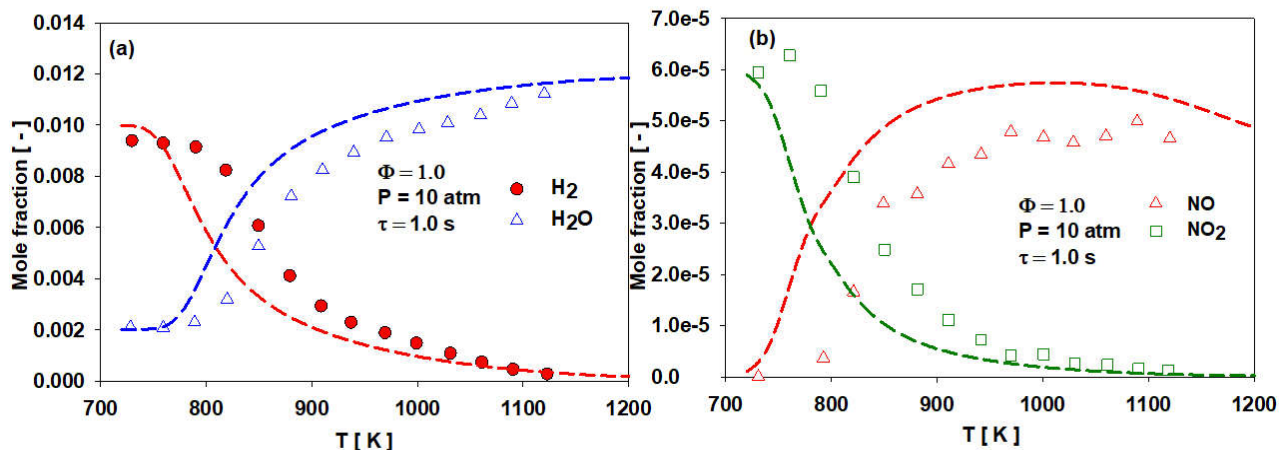 (a)
Mole fraction [ - ]
0.014
0.012
0.010
0.008
0.006
0.004
0.002
0.000
Φ = 1.0
P = 10 atm
τ = 1.0 s
H2
H2O
700 800 900 1000 1100 1200
T [ K ]
(b)
Mole fraction [ - ]
7.0e-5
6.0e-5
5.0e-5
4.0e-5
3.0e-5
2.0e-5
1.0e-5
0.0
Φ = 1.0
P = 10 atm
τ = 1.0 s
NO
NO2
700 800 900 1000 1100 1200
T [ K ]